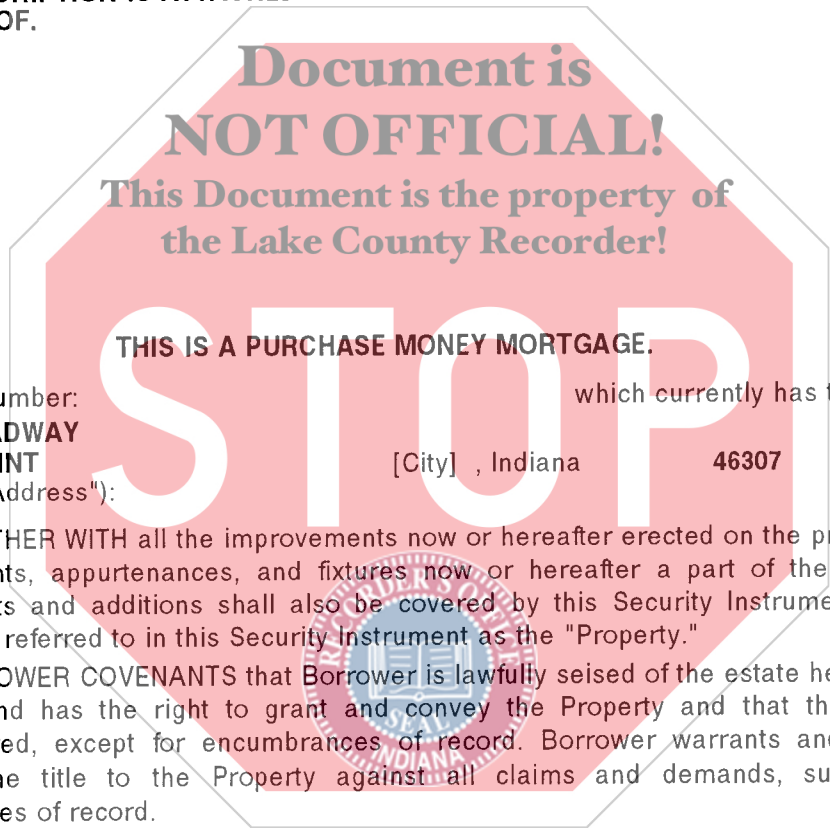 OF.
Document is
NOT OFFICIAL!
This Document is the property of
the Lake County Recorder!
STOP
THIS IS A PURCHASE MONEY MORTGAGE.
umber: which currently has t
ADWAY
INT [City] , Indiana 46307
Address"):
THER WITH all the improvements now or hereafter erected on the pr
nts, appurtenances, and fixtures now or hereafter a part of the
ts and additions shall also be covered by this Security Instrume
referred to in this Security Instrument as the "Property."
OWER COVENANTS that Borrower is lawfully seised of the estate he
nd has the right to grant and convey the Property and that th
ed, except for encumbrances of record. Borrower warrants and
ne title to the Property against all claims and demands, su
es of record.
RECORDER'S OFFICE
SEAL
INDIANA